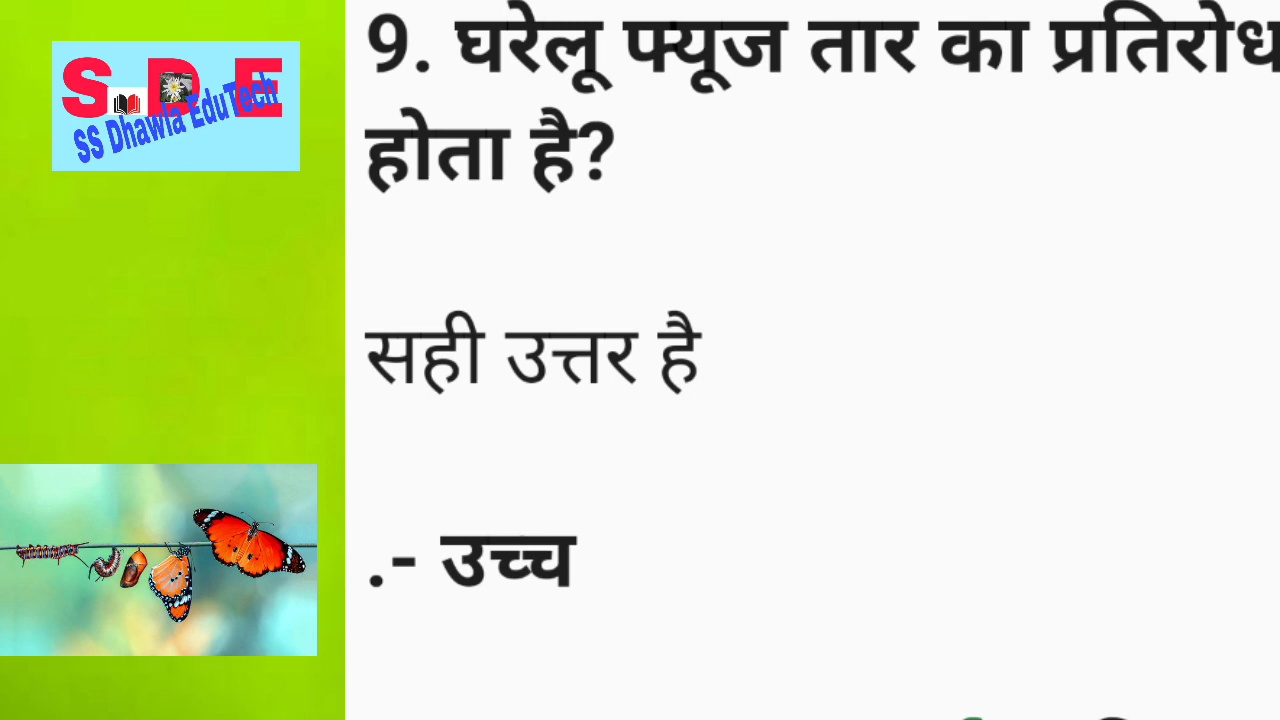 S D E
SS Dhawla EduTech
9. घरेलू फ्यूज तार का प्रतिरोध
होता है?
सही उत्तर है
.- उच्च